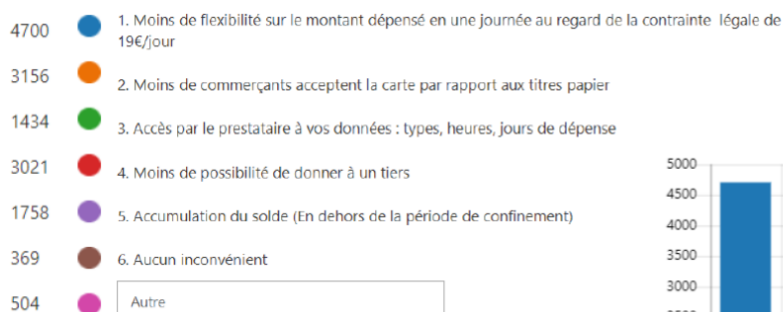 4700 1. Moins de flexibilité sur le montant dépensé en une journée au regard de la contrainte légale de
19€/jour
3156 2. Moins de commerçants acceptent la carte par rapport aux titres papier
1434 3. Accès par le prestataire à vos données : types, heures, jours de dépense
3021 4. Moins de possibilité de donner à un tiers
1758 5. Accumulation du solde (En dehors de la période de confinement)
369 6. Aucun inconvénient
504 Autre
5000
4500
4000
3500
3000